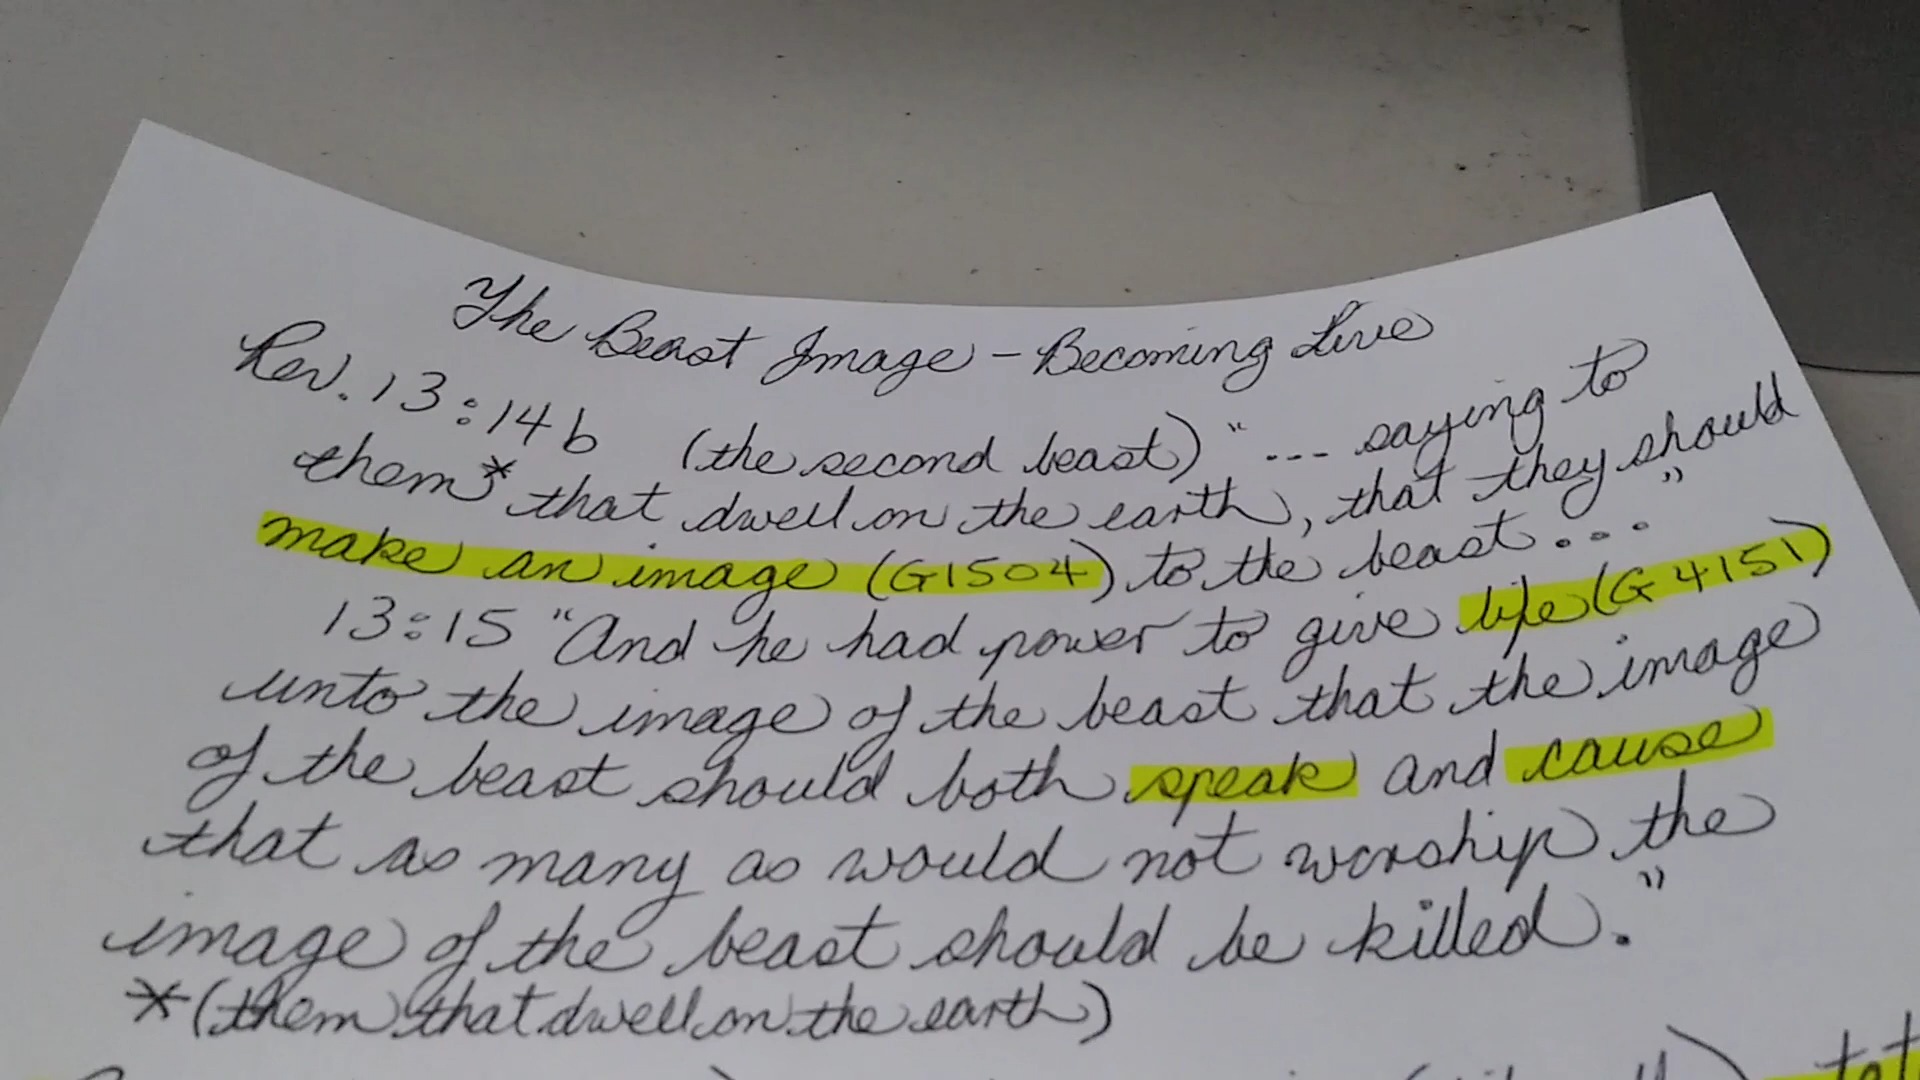 The Beast Image – Becoming Live
Rev. 13:14b (the second beast) "... saying to
them* that dwell on the earth, that they should
make an image (G1504) to the beast..."
13:15 "And he had power to give life (G4151)
unto the image of the beast that the image
of the beast should both speak and cause
that as many as would not worship the
image of the beast should be killed."
*(them that dwell on the earth)